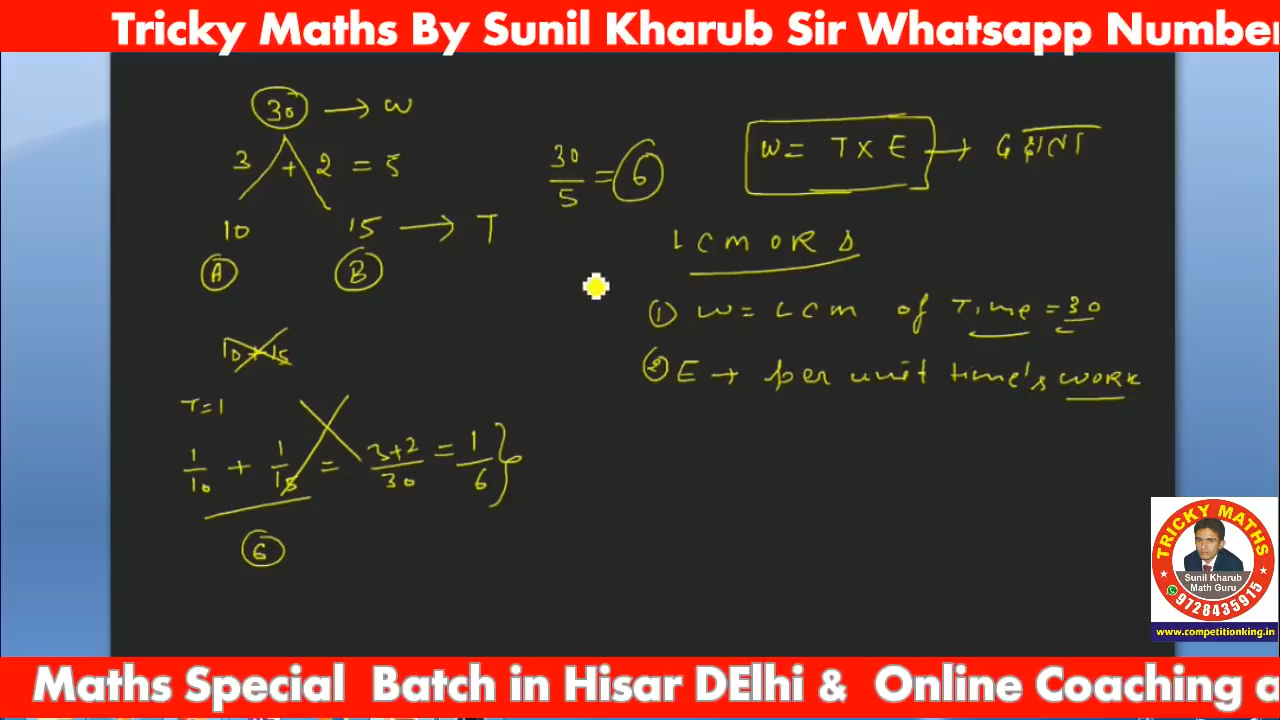 Tricky Maths By Sunil Kharub Sir Whatsapp Number
30 → W
3 + 2 = 5
10 15 → T
A B
30/5 = 6
W = T x E →
LCM OR S
① W = LCM of Time = 30
② E → per unit time's WORK
10 + 15
T = 1
1/10 + 1/15 = 3+2/30 = 1/6
6
TRICKY MATHS
Sunil Kharub
Math Guru
9728435915
www.competitionking.in
Maths Special Batch in Hisar DElhi & Online Coaching a